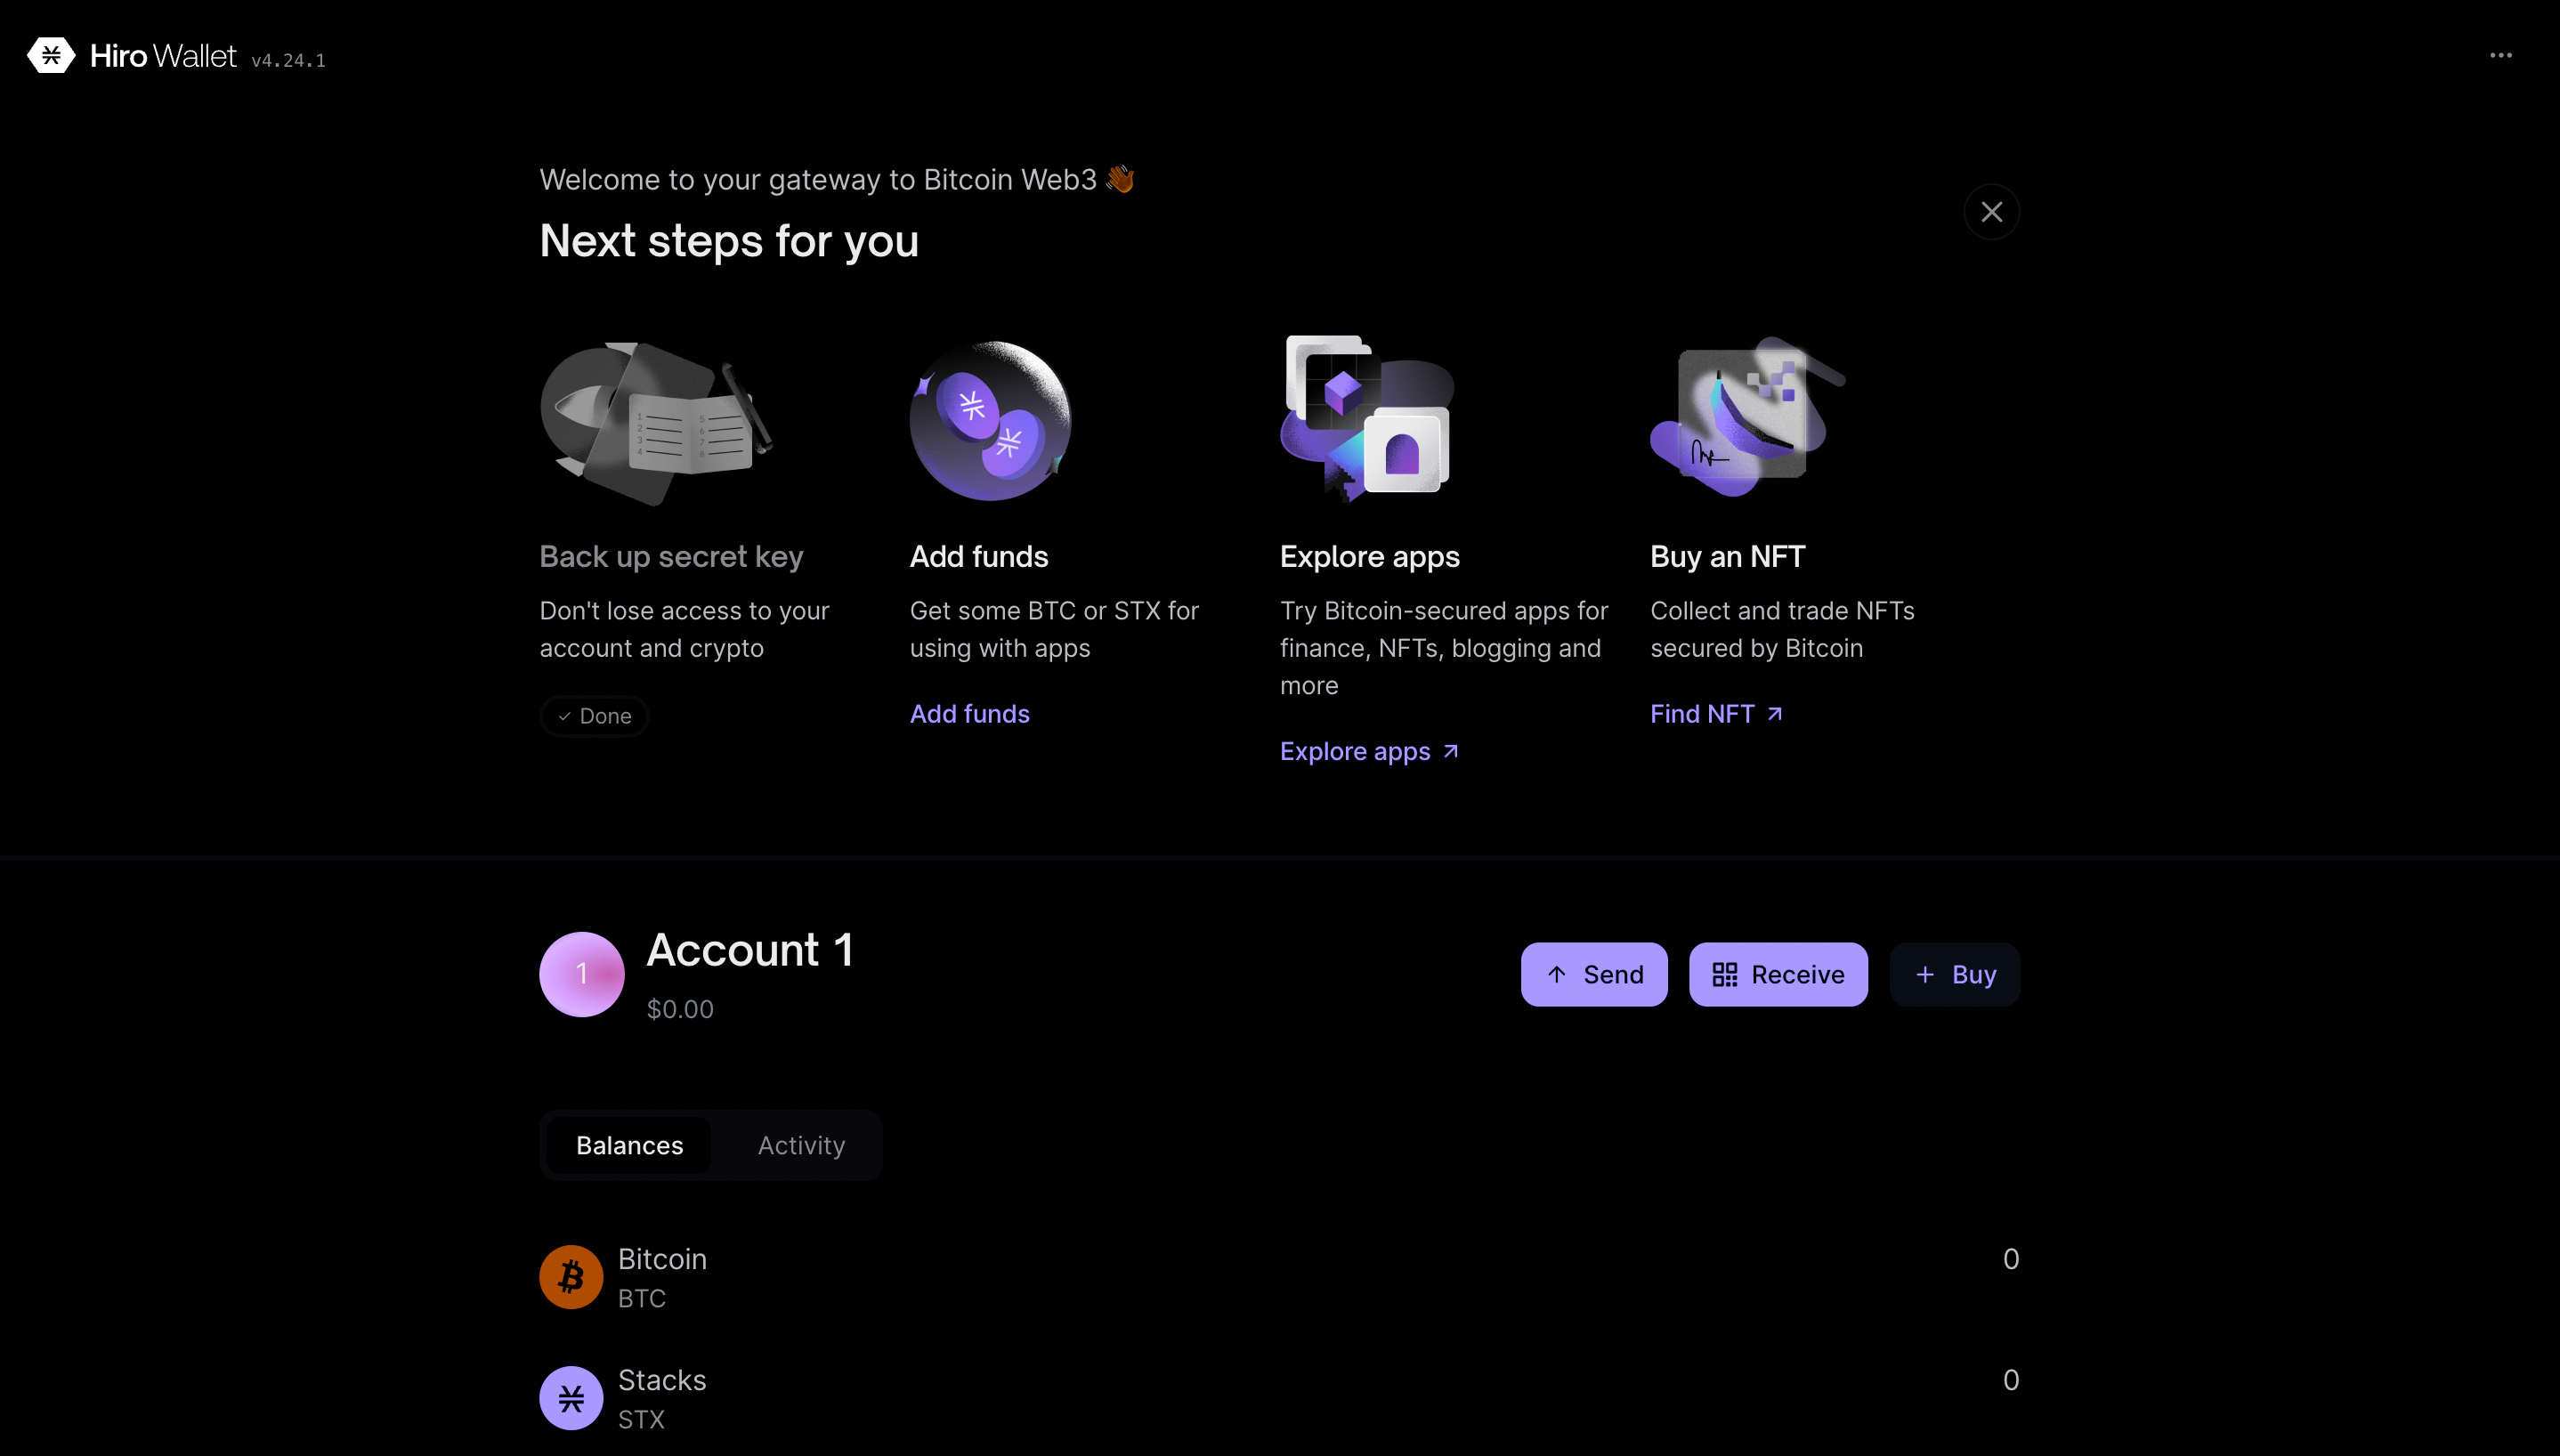 Hiro Wallet v4.24.1
Welcome to your gateway to Bitcoin Web3 👋🏾
Next steps for you
Back up secret key
Don't lose access to your
account and crypto
Done
Add funds
Get some BTC or STX for
using with apps
Add funds
Explore apps
Try Bitcoin-secured apps for
finance, NFTs, blogging and
more
Explore apps
Buy an NFT
Collect and trade NFTs
secured by Bitcoin
Find NFT
1
Account 1
$0.00
Send
Receive
Buy
Balances
Activity
Bitcoin
BTC
0
Stacks
STX
0